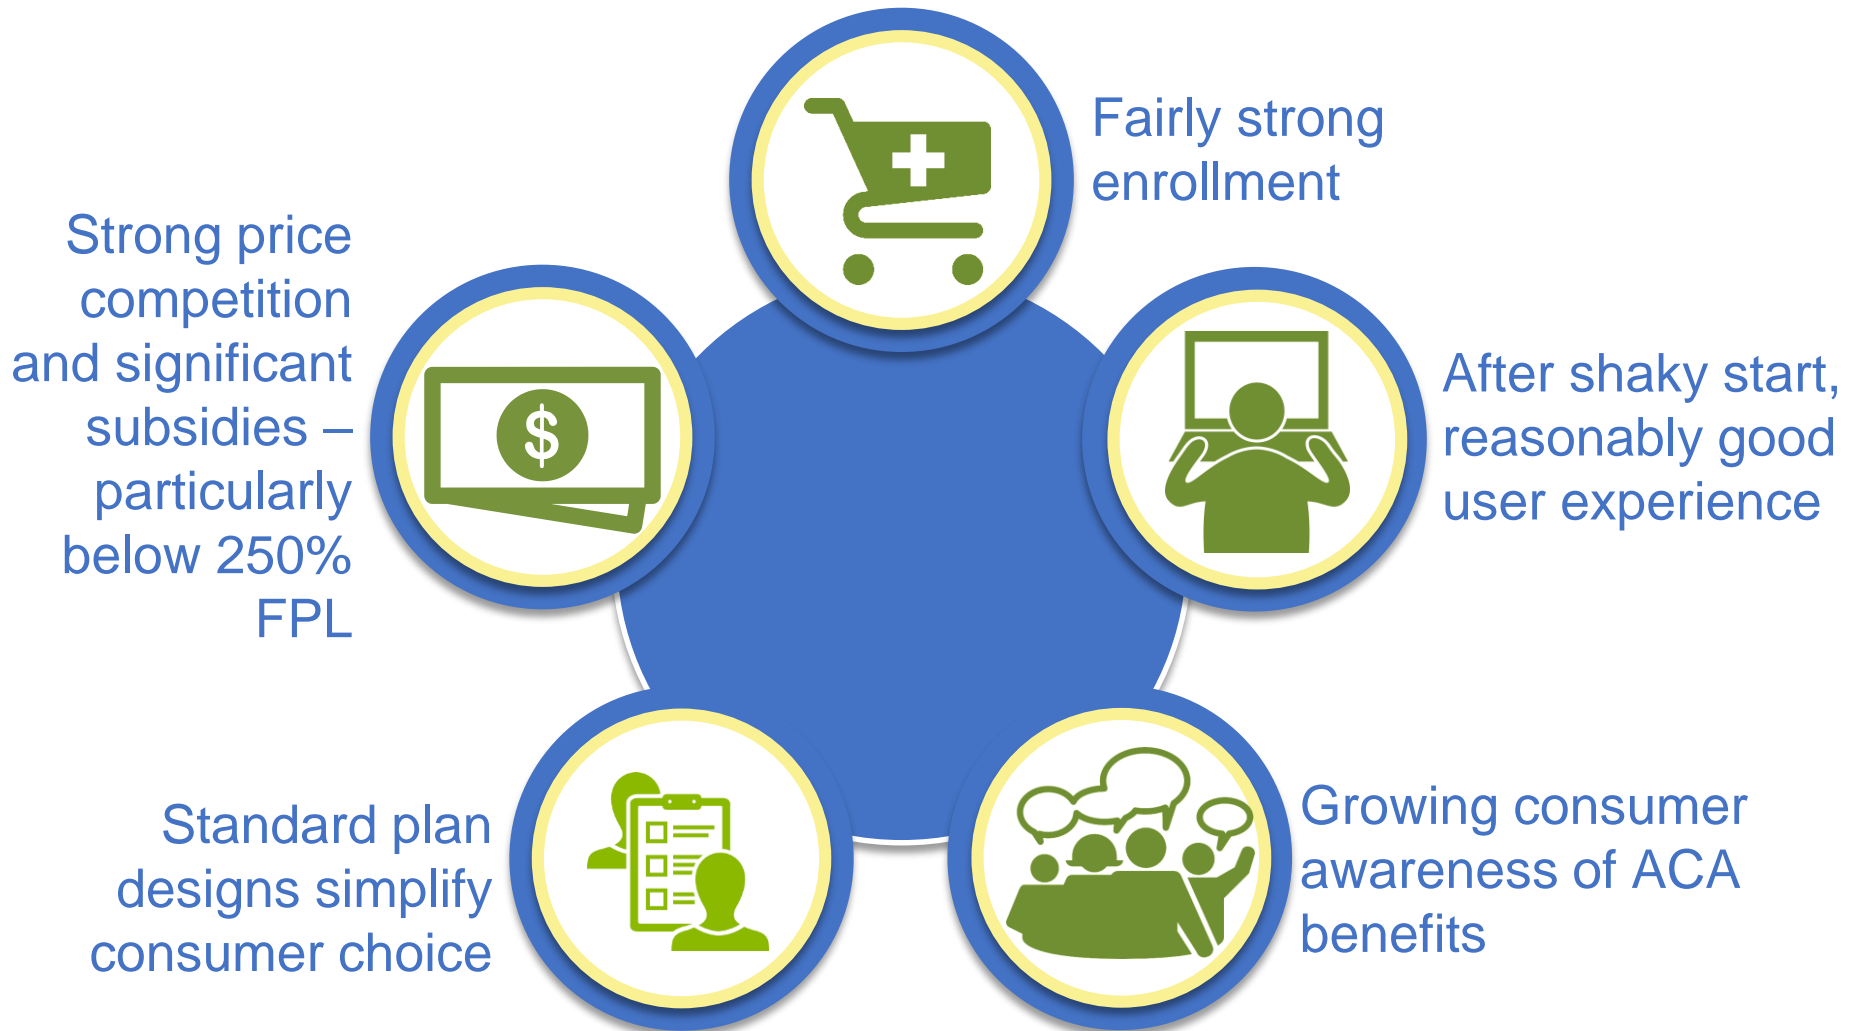 Fairly strong
enrollment
After shaky start,
reasonably good
user experience
Growing consumer
awareness of ACA
benefits
Standard plan
designs simplify
consumer choice
Strong price
competition
and significant
subsidies –
particularly
below 250%
FPL
$